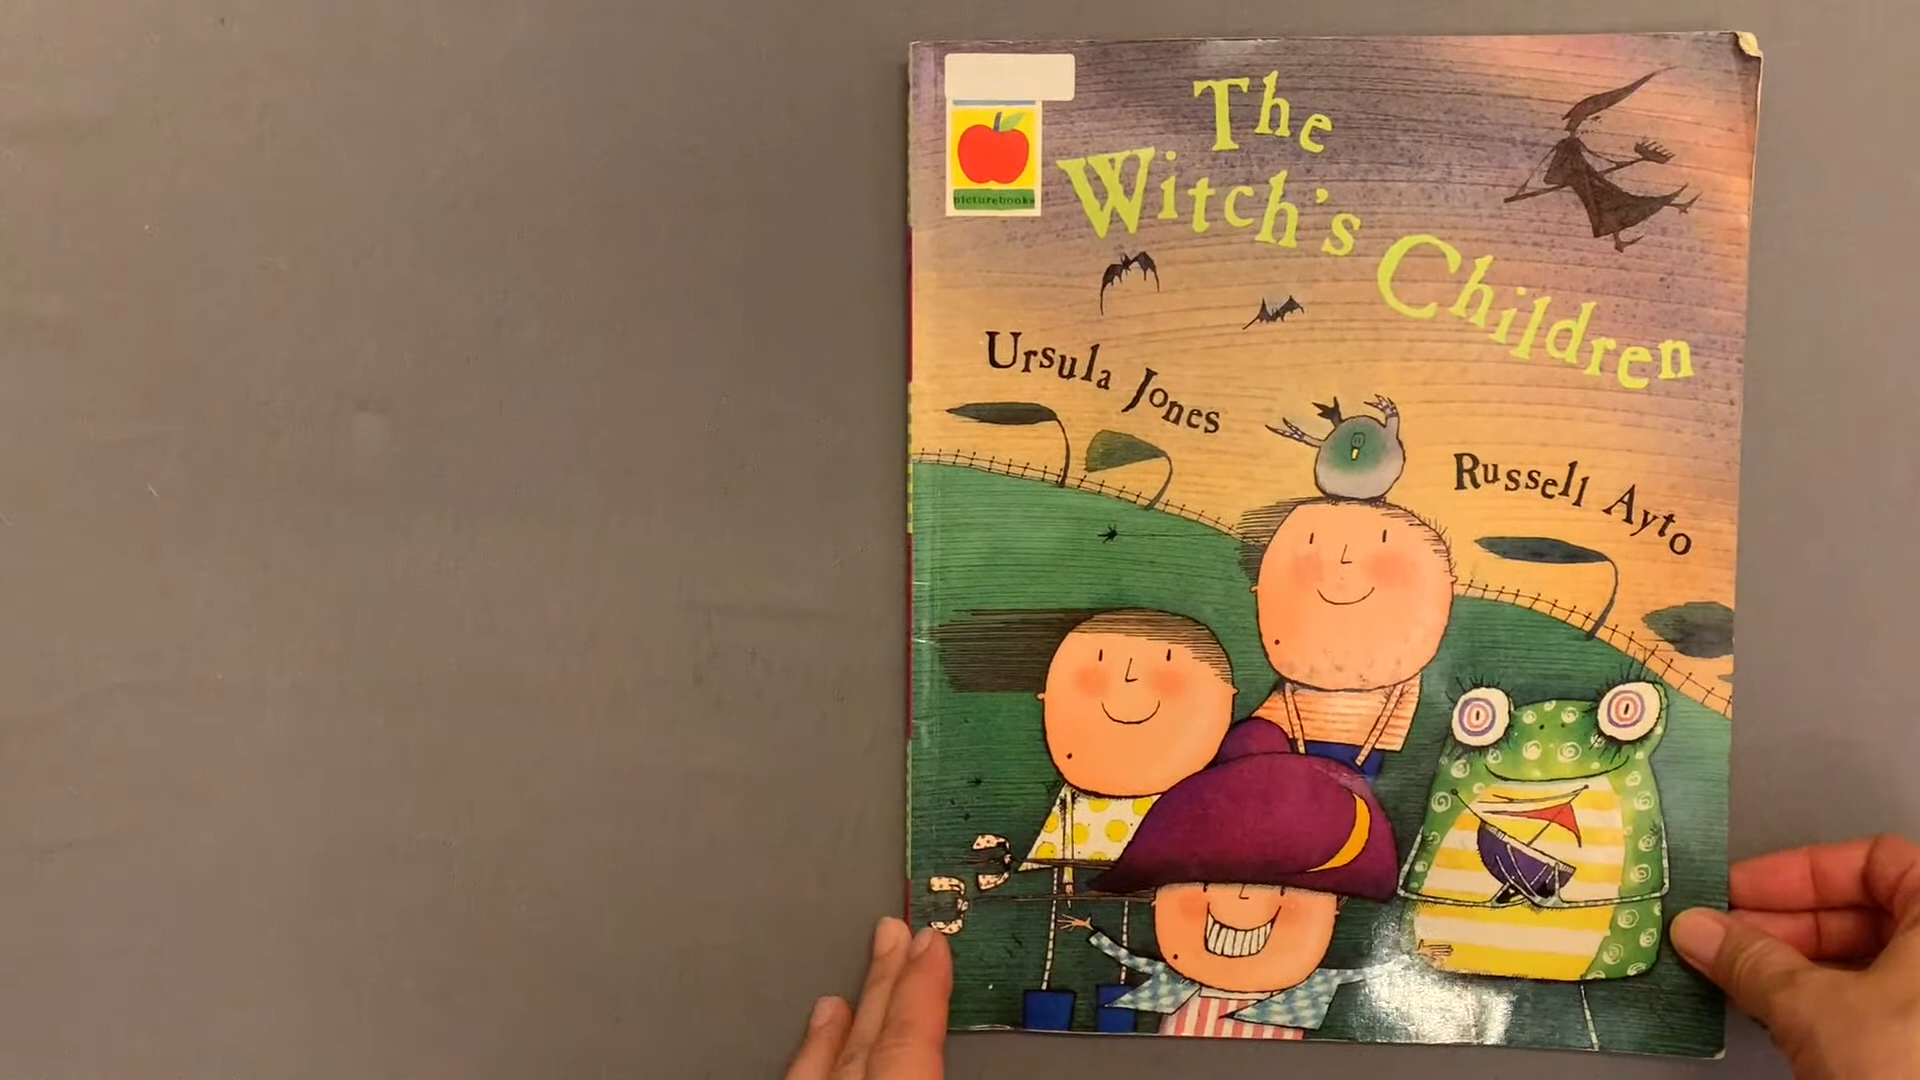 The
Witch's
Children
Ursula Jones
Russell Ayto
picturebooks